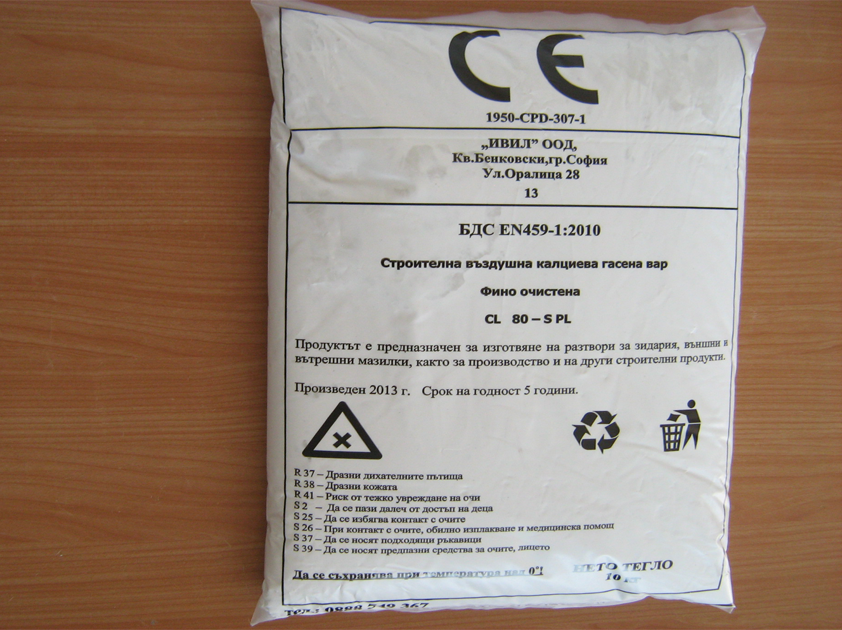 CE
1950-CPD-307-1
„ИВИЛ” ООД,
Кв.Бенковски,гр.София
Ул.Оралица 28
13
БДС EN459-1:2010
Строителна въздушна калциева гасена вар
Фино очистена
CL 80 – S PL
Продуктът е предназначен за изготвяне на разтвори за зидария, външни и
вътрешни мазилки, както за производство и на други строителни продукти.
Произведен 2013 г. Срок на годност 5 години.
R 37 – Дразни дихателните пътища
R 38 – Дразни кожата
R 41 – Риск от тежко увреждане на очи
S 2 – Да се пази далеч от достъп на деца
S 25 – Да се избягва контакт с очите
S 26 – При контакт с очите, обилно изплакване и медицинска помощ
S 37 – Да се носят подходящи ръкавици
S 39 – Да се носят предпазни средства за очите, лицето
Да се съхранява при температура над 0°!
НЕТО ТЕГЛО
10 кг
0888 549 367